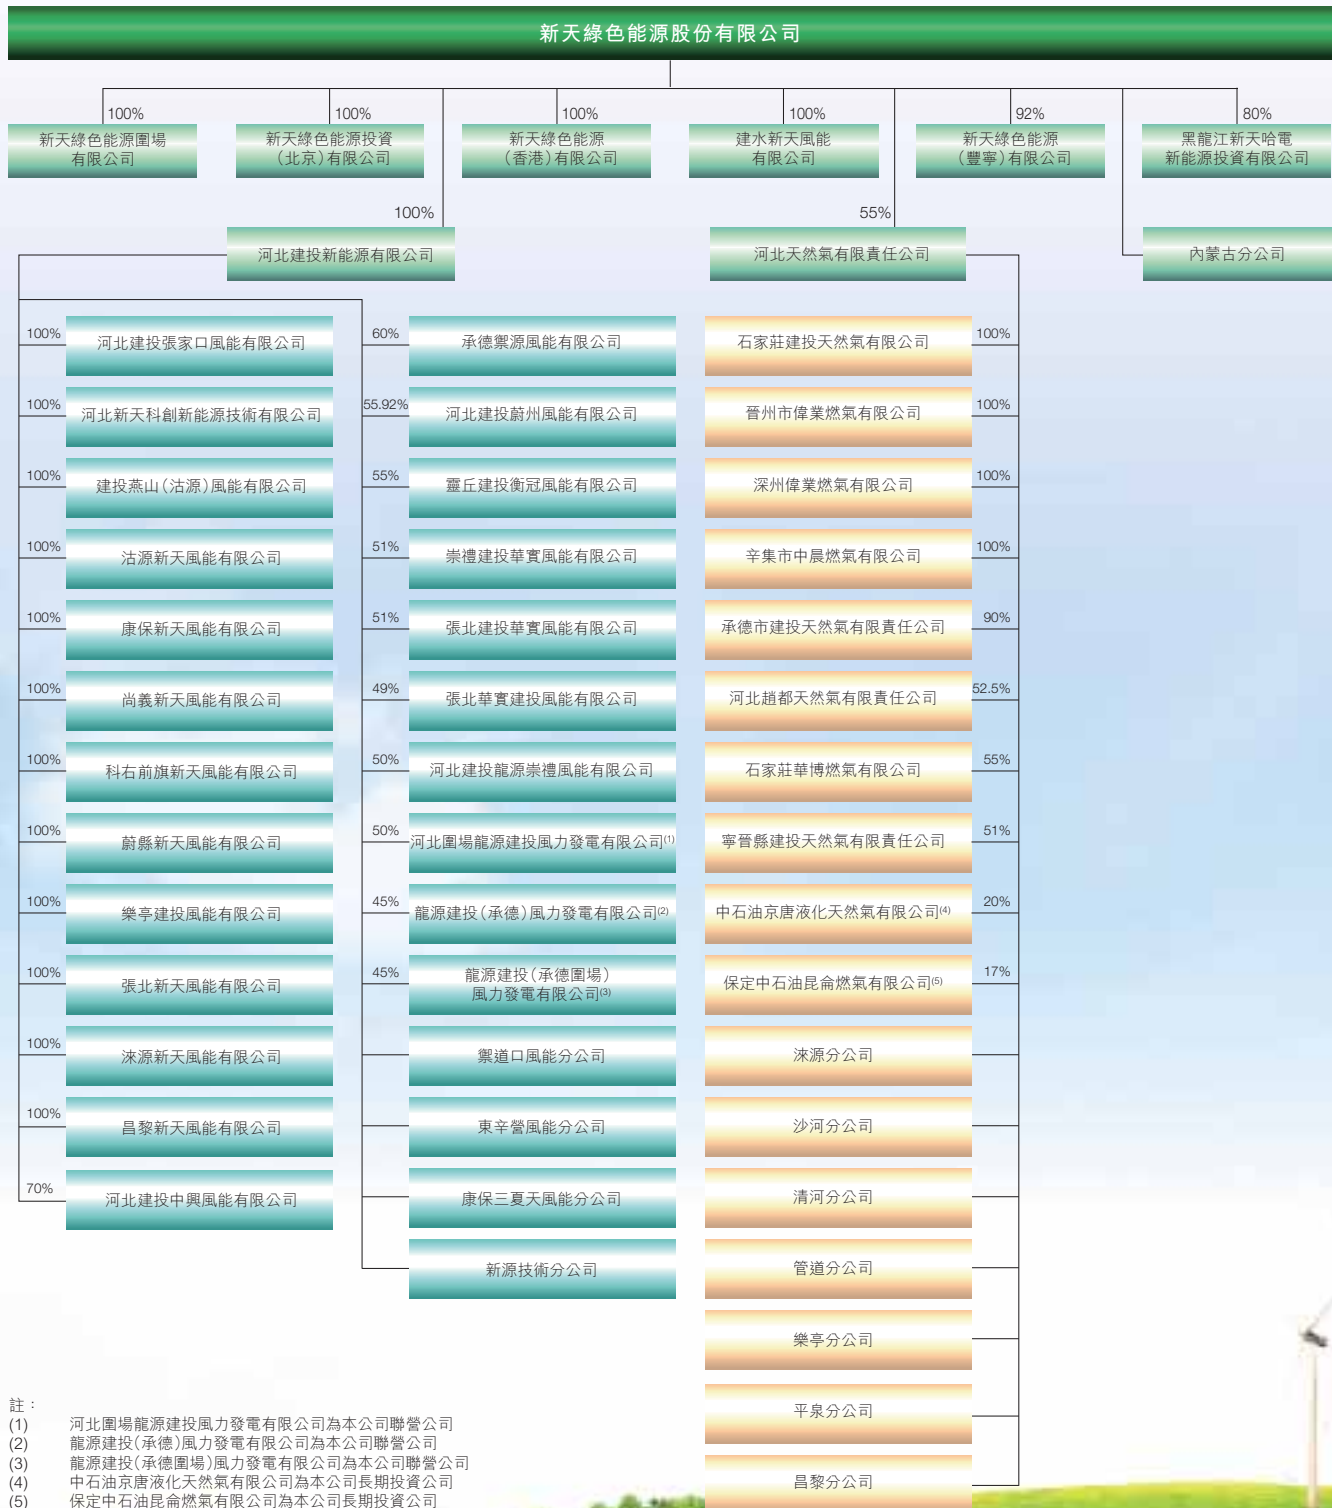 新天綠色能源股份有限公司
100%
100%
100%
100%
92%
80%
新天綠色能源圍場
有限公司
新天綠色能源投資
(北京)有限公司
新天綠色能源
(香港)有限公司
建水新天風能
有限公司
新天綠色能源
(豐寧)有限公司
黑龍江新天哈電
新能源投資有限公司
100%
55%
河北建投新能源有限公司
河北天然氣有限責任公司
內蒙古分公司
100%
河北建投張家口風能有限公司
100%
河北新天科創新能源技術有限公司
100%
建投燕山(沽源)風能有限公司
100%
沽源新天風能有限公司
100%
康保新天風能有限公司
100%
尚義新天風能有限公司
100%
科右前旗新天風能有限公司
100%
蔚縣新天風能有限公司
100%
樂亭建投風能有限公司
100%
張北新天風能有限公司
100%
淶源新天風能有限公司
100%
昌黎新天風能有限公司
70%
河北建投中興風能有限公司
60%
承德禦源風能有限公司
55.92%
河北建投蔚州風能有限公司
55%
靈丘建投衡冠風能有限公司
51%
崇禮建投華實風能有限公司
51%
張北建投華實風能有限公司
49%
張北華實建投風能有限公司
50%
河北建投龍源崇禮風能有限公司
50%
河北圍場龍源建投風力發電有限公司(1)
45%
龍源建投(承德)風力發電有限公司(2)
45%
龍源建投(承德圍場)
風力發電有限公司(3)
禦道口風能分公司
東辛營風能分公司
康保三夏天風能分公司
新源技術分公司
石家莊建投天然氣有限公司
100%
晉州市偉業燃氣有限公司
100%
深州偉業燃氣有限公司
100%
辛集市中晨燃氣有限公司
100%
承德市建投天然氣有限責任公司
90%
河北趙都天然氣有限責任公司
52.5%
石家莊華博燃氣有限公司
55%
寧晉縣建投天然氣有限責任公司
51%
中石油京唐液化天然氣有限公司(4)
20%
保定中石油昆侖燃氣有限公司(5)
17%
淶源分公司
沙河分公司
清河分公司
管道分公司
樂亭分公司
平泉分公司
昌黎分公司
註：
(1) 河北圍場龍源建投風力發電有限公司為本公司聯營公司
(2) 龍源建投(承德)風力發電有限公司為本公司聯營公司
(3) 龍源建投(承德圍場)風力發電有限公司為本公司聯營公司
(4) 中石油京唐液化天然氣有限公司為本公司長期投資公司
(5) 保定中石油昆侖燃氣有限公司為本公司長期投資公司